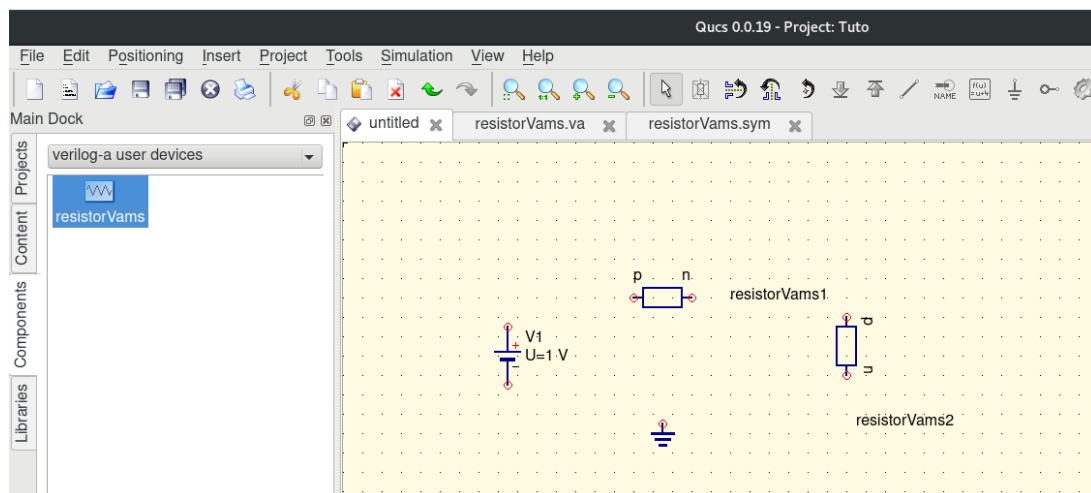 Qucs 0.0.19 - Project: Tuto
File Edit Positioning Insert Project Tools Simulation View Help
NAME
f(u)
=u+4
Main Dock
untitled resistorVams.va resistorVams.sym
Projects
Content
Components
Libraries
verilog-a user devices
resistorVams
p n
resistorVams1
V1
U=1 V
+
-
p
n
resistorVams2